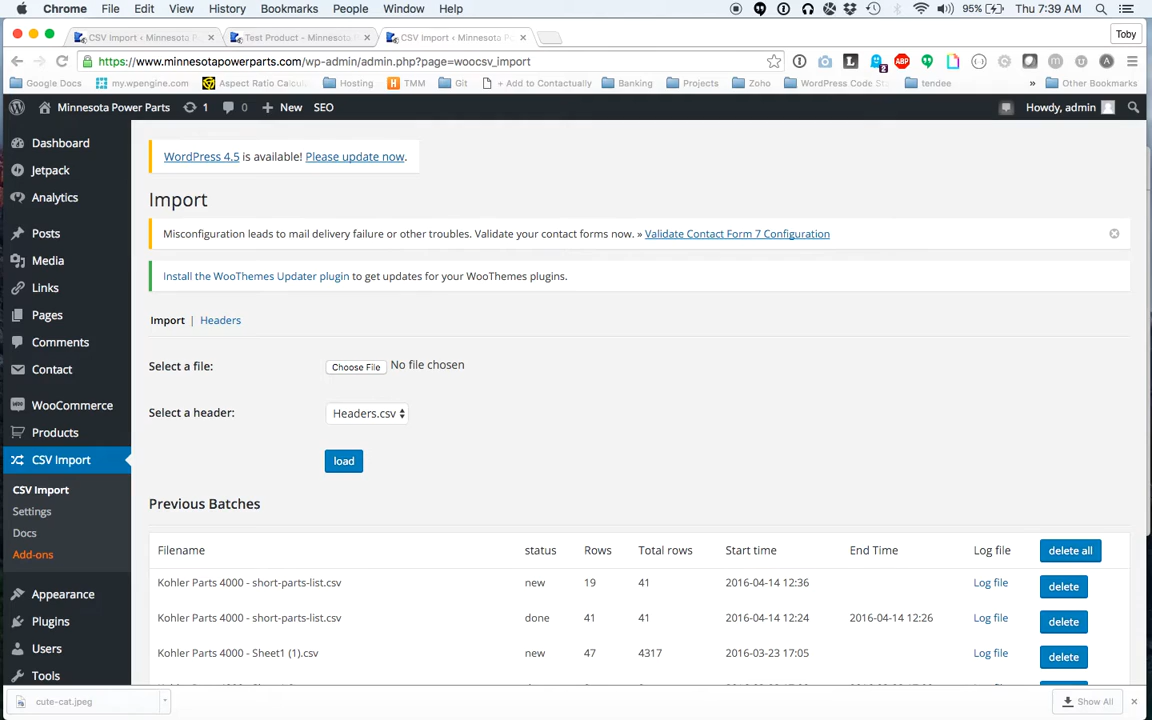 Chrome File Edit View History Bookmarks People Window Help 95% Thu 7:39 AM
CSV Import ‹ Minnesota P Test Product - Minnesota CSV Import ‹ Minnesota Po Toby
https://www.minnesotapowerparts.com/wp-admin/admin.php?page=woocsv_import
Google Docs my.wpengine.com Aspect Ratio Calcu Hosting TMM Git + Add to Contactually Banking Projects Zoho WordPress Code St tendee » Other Bookmarks
Minnesota Power Parts 1 0 + New SEO Howdy, admin
Dashboard
Jetpack
Analytics
Posts
Media
Links
Pages
Comments
Contact
WooCommerce
Products
CSV Import
CSV Import
Settings
Docs
Add-ons
Appearance
Plugins
Users
Tools
WordPress 4.5 is available! Please update now.
Import
Misconfiguration leads to mail delivery failure or other troubles. Validate your contact forms now. » Validate Contact Form 7 Configuration
Install the WooThemes Updater plugin to get updates for your WooThemes plugins.
Import | Headers
Select a file: Choose File No file chosen
Select a header: Headers.csv
load
Previous Batches
Filename status Rows Total rows Start time End Time Log file delete all
Kohler Parts 4000 - short-parts-list.csv new 19 41 2016-04-14 12:36 Log file delete
Kohler Parts 4000 - short-parts-list.csv done 41 41 2016-04-14 12:24 2016-04-14 12:26 Log file delete
Kohler Parts 4000 - Sheet1 (1).csv new 47 4317 2016-03-23 17:05 Log file delete
cute-cat.jpeg Show All